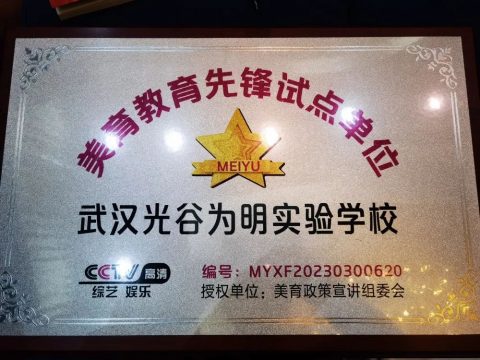 美育教育先锋试点单位
MEIYU
武汉光谷为明实验学校
CCTV 高清
综艺 娱乐
编号：MYXF20230300620
授权单位：美育政策宣讲组委会